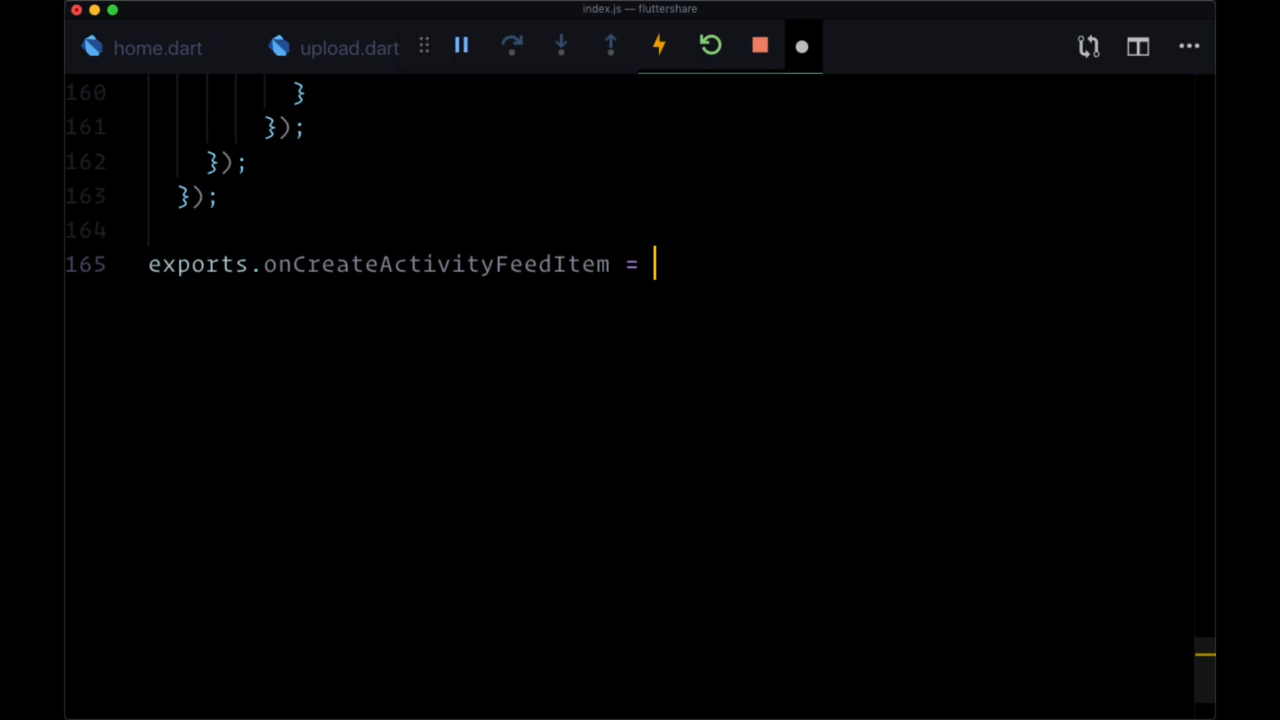 index.js — fluttershare
home.dart upload.dart
160 }
161 });
162 });
163 });
164
165 exports.onCreateActivityFeedItem =